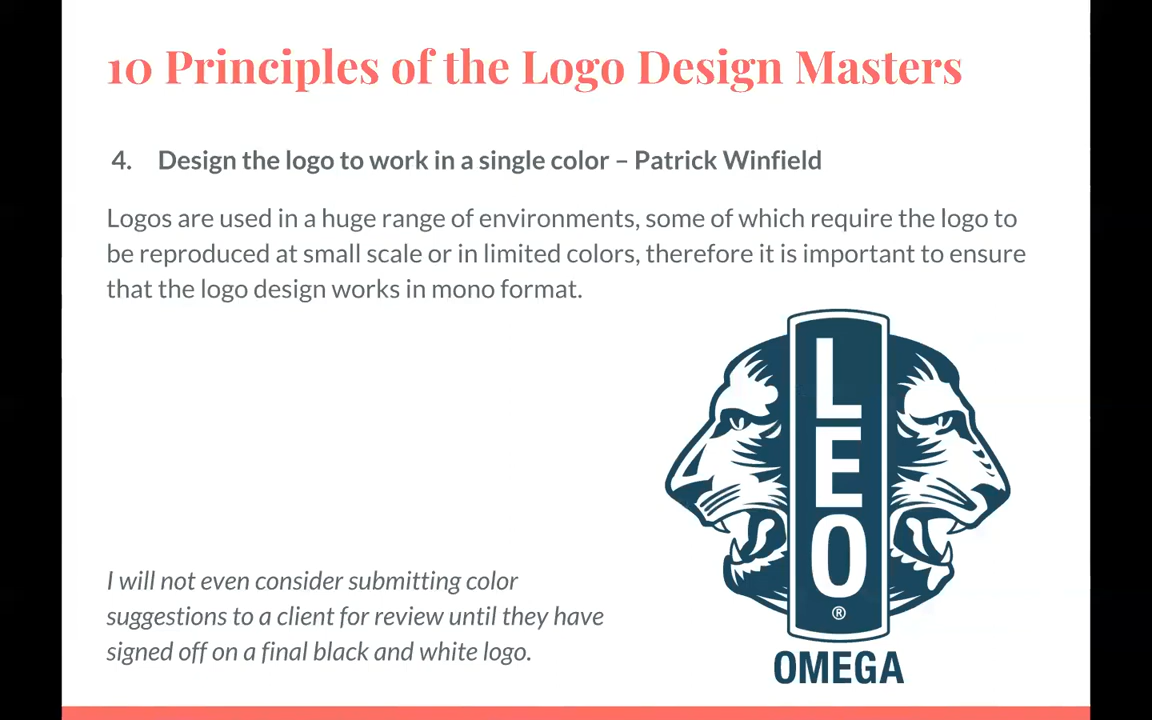 10 Principles of the Logo Design Masters
4. Design the logo to work in a single color – Patrick Winfield
Logos are used in a huge range of environments, some of which require the logo to
be reproduced at small scale or in limited colors, therefore it is important to ensure
that the logo design works in mono format.
I will not even consider submitting color
suggestions to a client for review until they have
signed off on a final black and white logo.
L
E
O
®
OMEGA